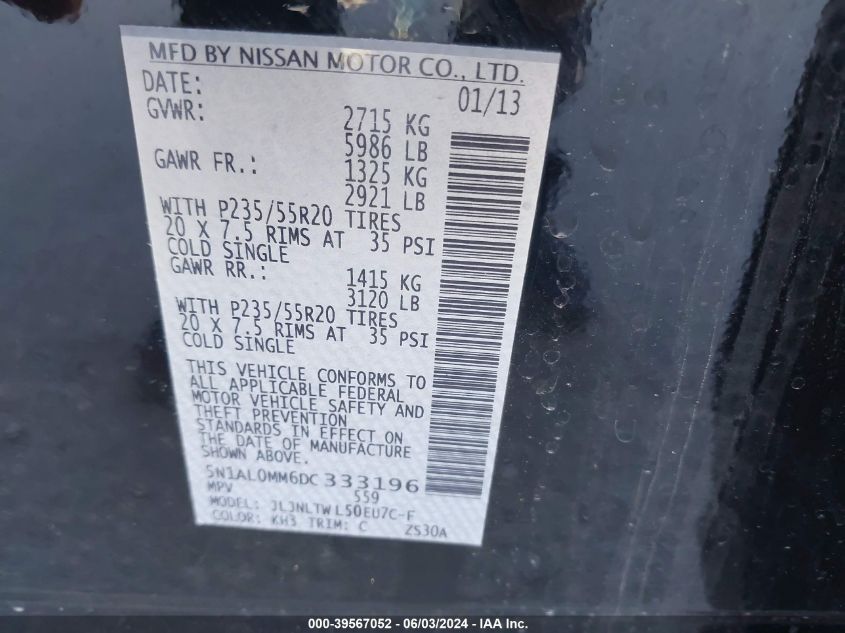 MFD BY NISSAN MOTOR CO., LTD.
DATE: 01/13
GVWR: 2715 KG
5986 LB
GAWR FR.: 1325 KG
2921 LB
WITH P235/55R20 TIRES
20 X 7.5 RIMS AT 35 PSI
COLD SINGLE
GAWR RR.: 1415 KG
3120 LB
WITH P235/55R20 TIRES
20 X 7.5 RIMS AT 35 PSI
COLD SINGLE
THIS VEHICLE CONFORMS TO
ALL APPLICABLE FEDERAL
MOTOR VEHICLE SAFETY AND
THEFT PREVENTION
STANDARDS IN EFFECT ON
THE DATE OF MANUFACTURE
SHOWN ABOVE.
5N1AL0MM6DC 333196
MPV 559
MODEL: JLJNLTW L50EU7C-F
COLOR: KH3 TRIM: C ZS30A
000-39567052 - 06/03/2024 - IAA Inc.